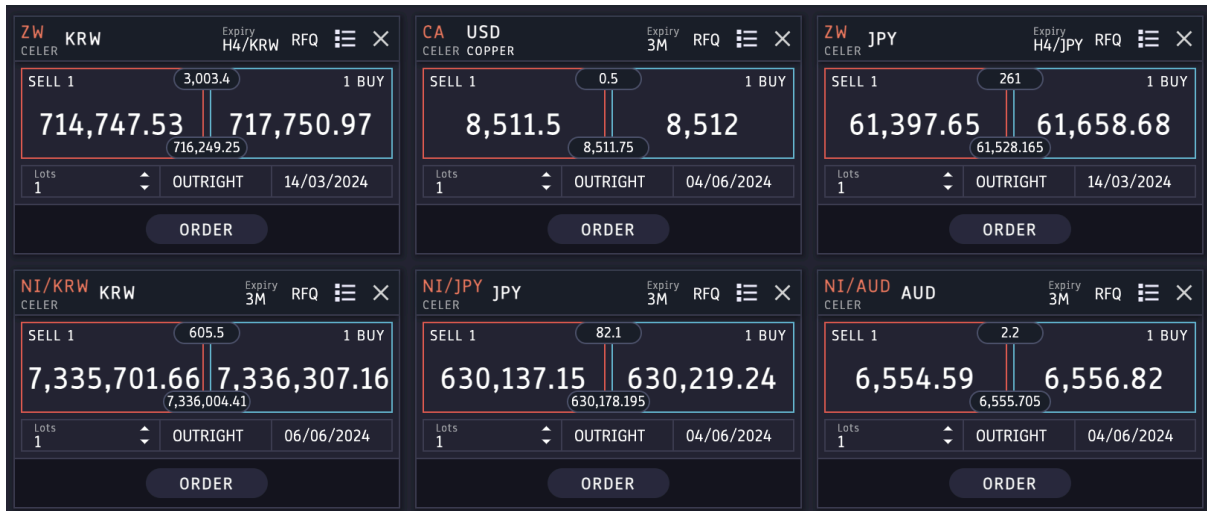 ZW KRW Expiry H4/KRW RFQ
CELER
SELL 1 3,003.4 1 BUY
714,747.53 717,750.97
716,249.25
Lots 1 OUTRIGHT 14/03/2024
ORDER
CA USD Expiry 3M RFQ
CELER COPPER
SELL 1 0.5 1 BUY
8,511.5 8,512
8,511.75
Lots 1 OUTRIGHT 04/06/2024
ORDER
ZW JPY Expiry H4/JPY RFQ
CELER
SELL 1 261 1 BUY
61,397.65 61,658.68
61,528.165
Lots 1 OUTRIGHT 14/03/2024
ORDER
NI/KRW KRW Expiry 3M RFQ
CELER
SELL 1 605.5 1 BUY
7,335,701.66 7,336,307.16
7,336,004.41
Lots 1 OUTRIGHT 06/06/2024
ORDER
NI/JPY JPY Expiry 3M RFQ
CELER
SELL 1 82.1 1 BUY
630,137.15 630,219.24
630,178.195
Lots 1 OUTRIGHT 04/06/2024
ORDER
NI/AUD AUD Expiry 3M RFQ
CELER
SELL 1 2.2 1 BUY
6,554.59 6,556.82
6,555.705
Lots 1 OUTRIGHT 04/06/2024
ORDER